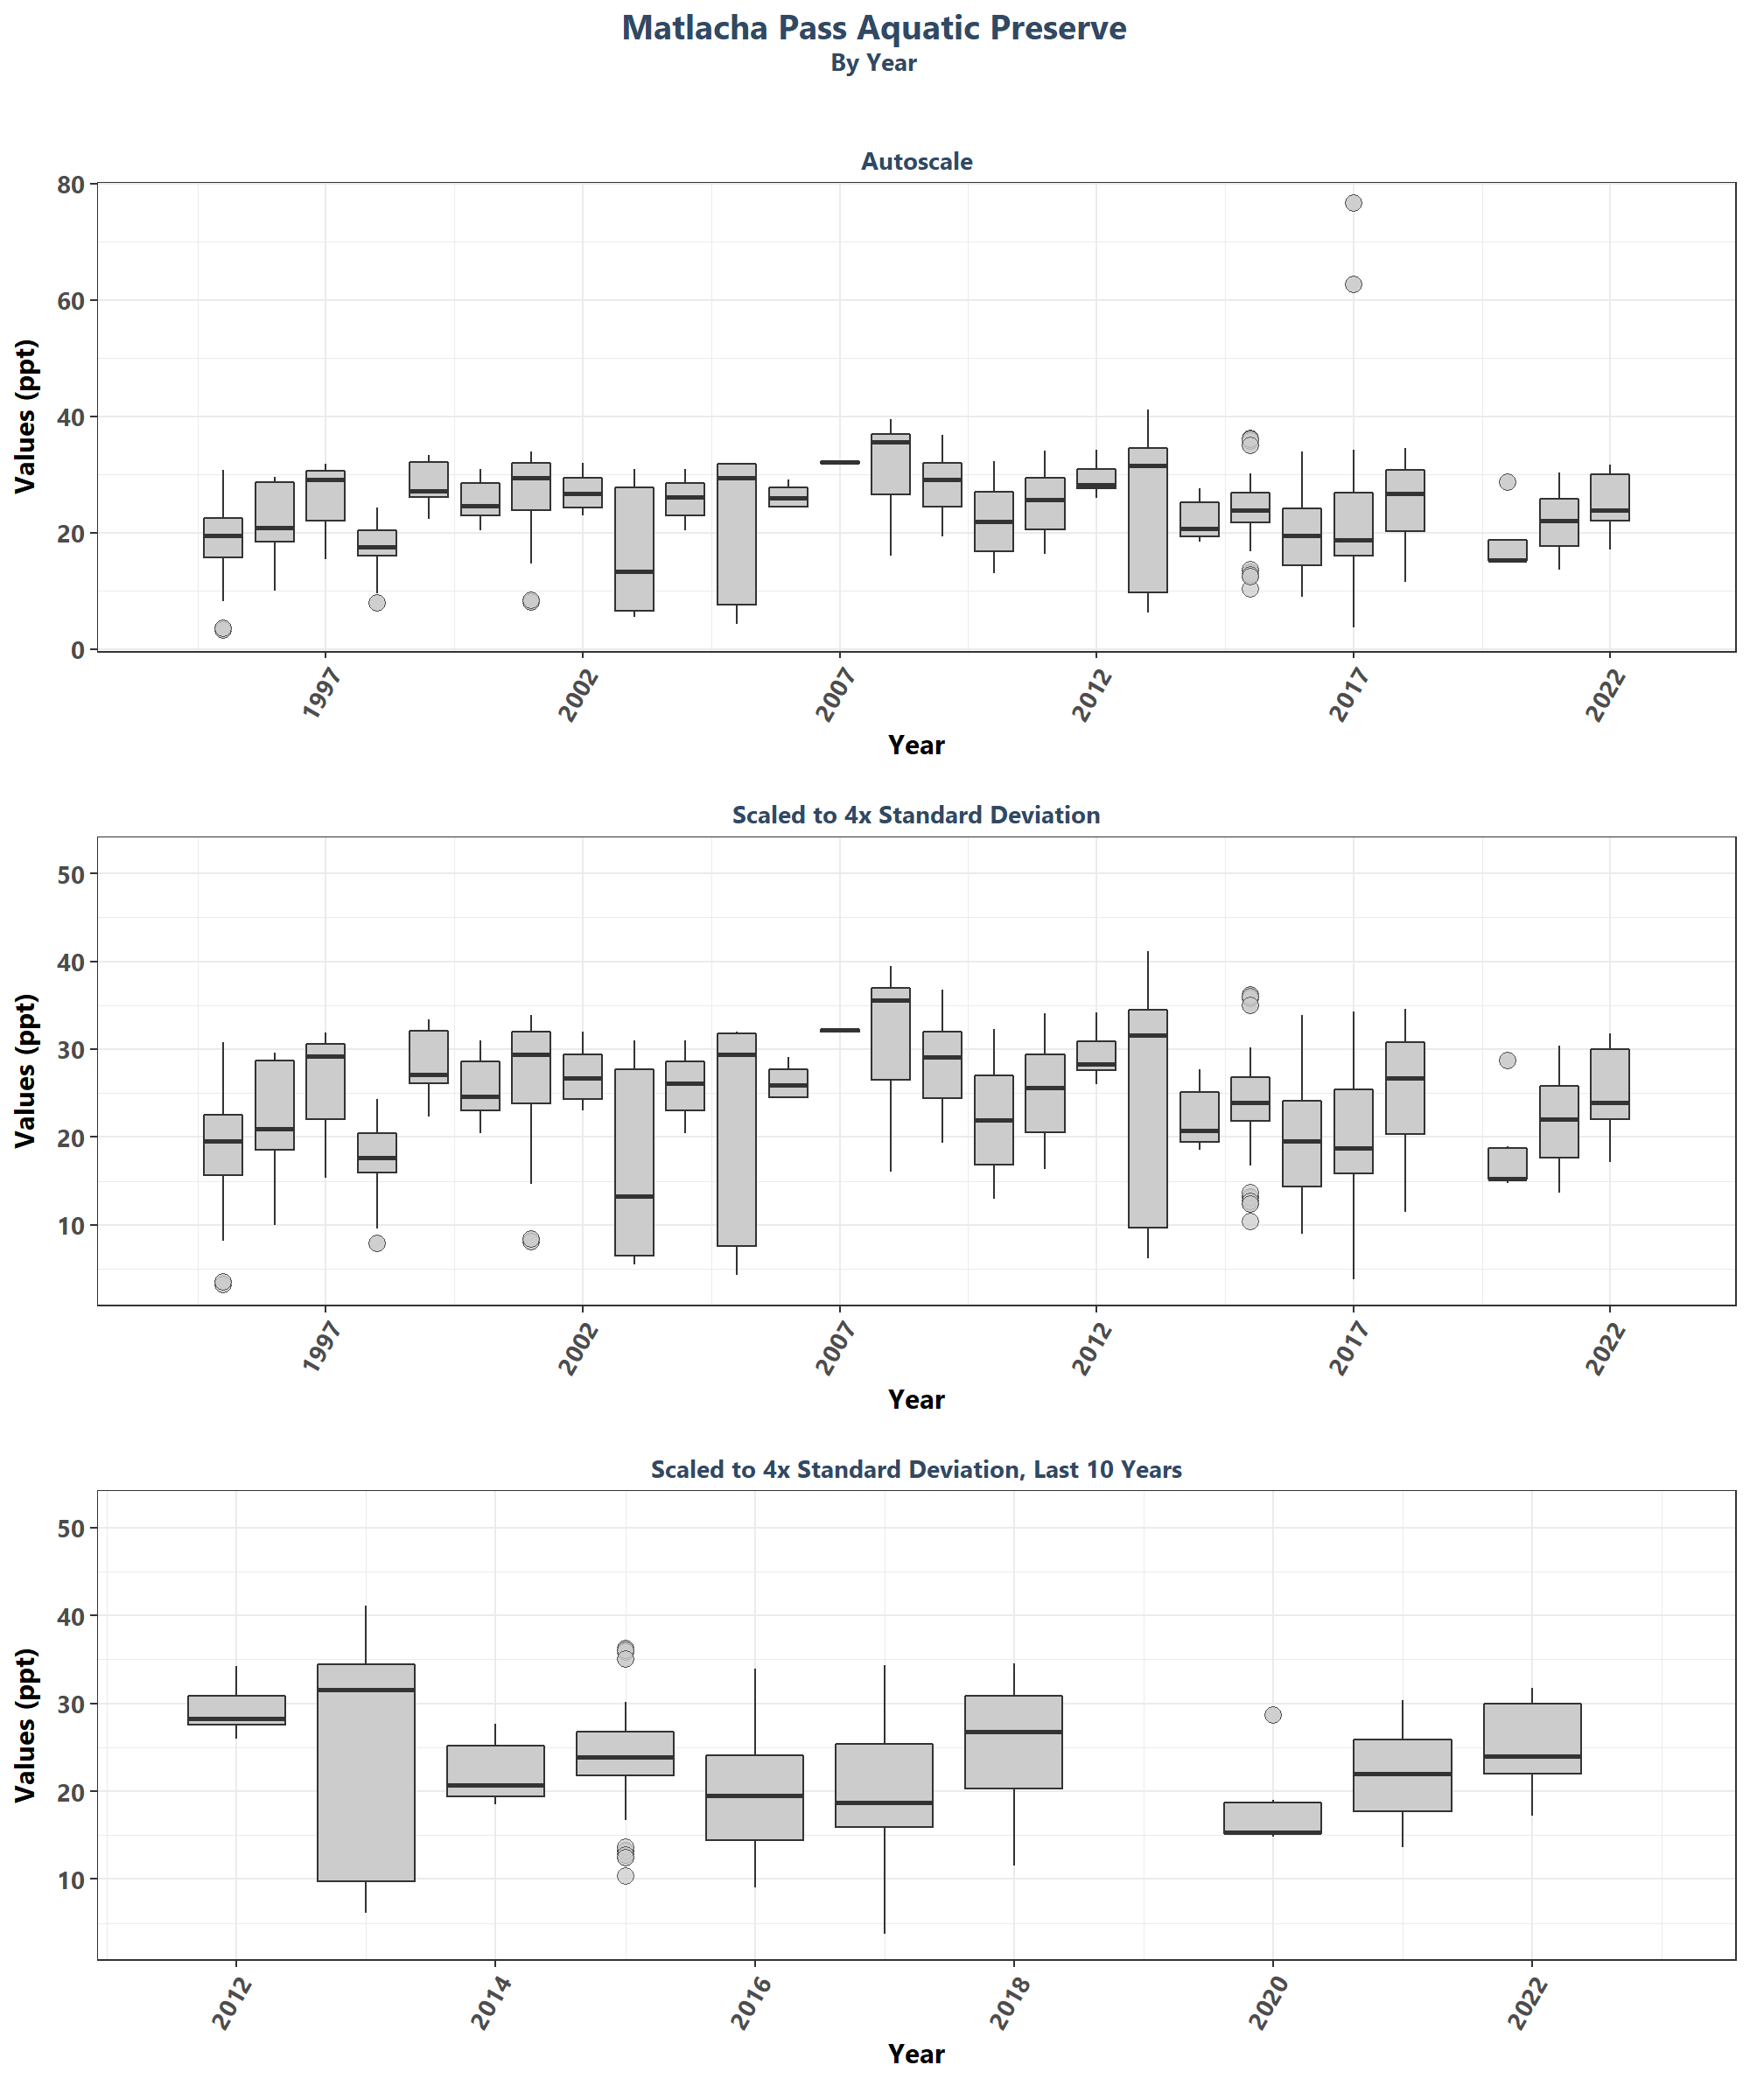 Matlacha Pass Aquatic Preserve
By Year
Autoscale
Values (ppt)
80
60
40
20
0
1997 2002 2007 2012 2017 2022
Year
Scaled to 4x Standard Deviation
Values (ppt)
50
40
30
20
10
1997 2002 2007 2012 2017 2022
Year
Scaled to 4x Standard Deviation, Last 10 Years
Values (ppt)
50
40
30
20
10
2012 2014 2016 2018 2020 2022
Year